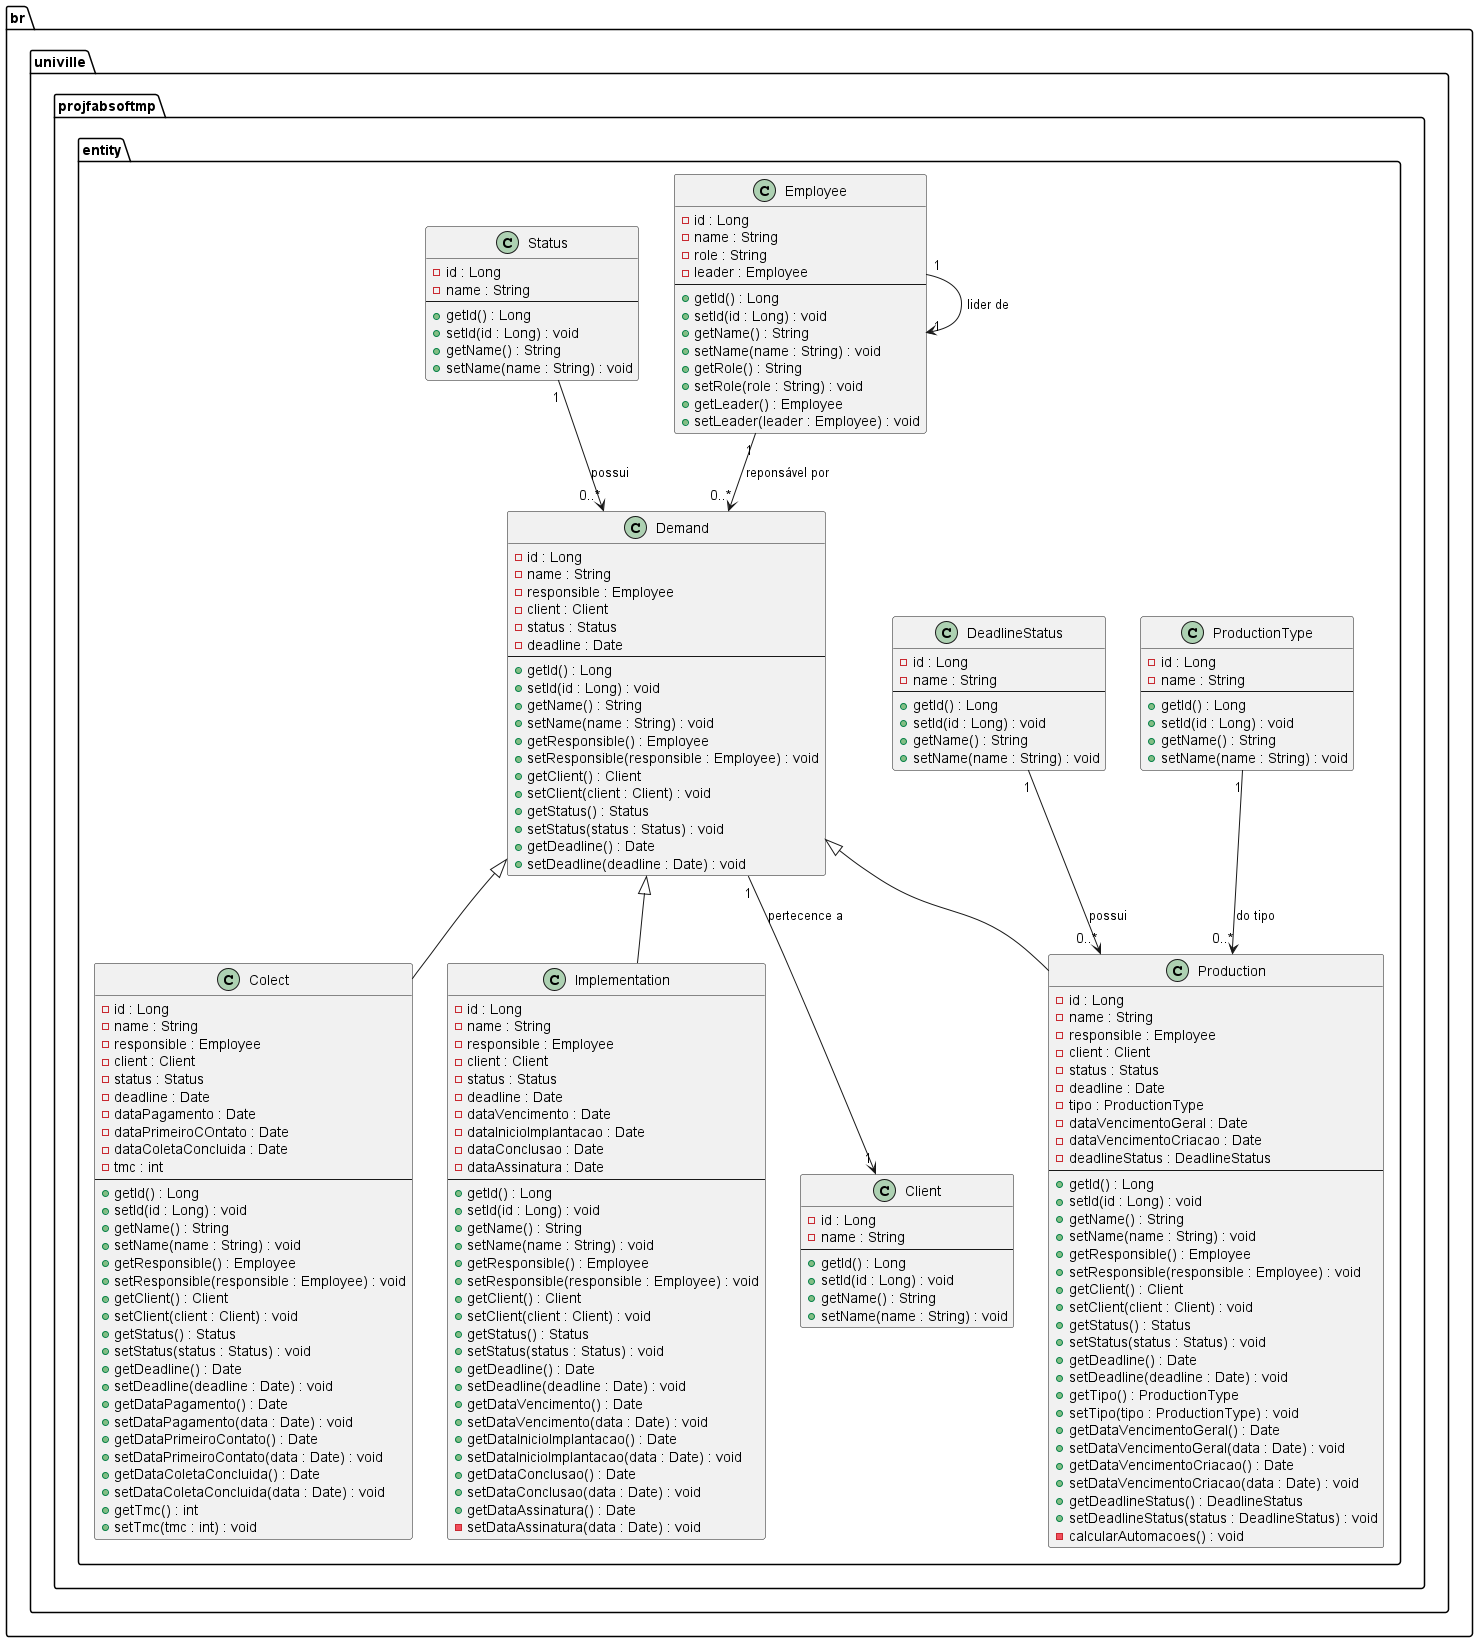 br
univille
projfabsoftmp
entity
Employee
id : Long
name : String
role : String
leader : Employee
getId() : Long
setId(id : Long) : void
getName() : String
setName(name : String) : void
getRole() : String
setRole(role : String) : void
getLeader() : Employee
setLeader(leader : Employee) : void
1
lider de
1
Status
id : Long
name : String
getId() : Long
setId(id : Long) : void
getName() : String
setName(name : String) : void
1
possui
0..*
1
reponsável por
0..*
Demand
id : Long
name : String
responsible : Employee
client : Client
status : Status
deadline : Date
getId() : Long
setId(id : Long) : void
getName() : String
setName(name : String) : void
getResponsible() : Employee
setResponsible(responsible : Employee) : void
getClient() : Client
setClient(client : Client) : void
getStatus() : Status
setStatus(status : Status) : void
getDeadline() : Date
setDeadline(deadline : Date) : void
DeadlineStatus
id : Long
name : String
getId() : Long
setId(id : Long) : void
getName() : String
setName(name : String) : void
ProductionType
id : Long
name : String
getId() : Long
setId(id : Long) : void
getName() : String
setName(name : String) : void
1
pertecence a
1
1
possui
0..*
1
do tipo
0..*
Colect
id : Long
name : String
responsible : Employee
client : Client
status : Status
deadline : Date
dataPagamento : Date
dataPrimeiroCOntato : Date
dataColetaConcluida : Date
tmc : int
getId() : Long
setId(id : Long) : void
getName() : String
setName(name : String) : void
getResponsible() : Employee
setResponsible(responsible : Employee) : void
getClient() : Client
setClient(client : Client) : void
getStatus() : Status
setStatus(status : Status) : void
getDeadline() : Date
setDeadline(deadline : Date) : void
getDataPagamento() : Date
setDataPagamento(data : Date) : void
getDataPrimeiroContato() : Date
setDataPrimeiroContato(data : Date) : void
getDataColetaConcluida() : Date
setDataColetaConcluida(data : Date) : void
getTmc() : int
setTmc(tmc : int) : void
Implementation
id : Long
name : String
responsible : Employee
client : Client
status : Status
deadline : Date
dataVencimento : Date
dataInicioImplantacao : Date
dataConclusao : Date
dataAssinatura : Date
getId() : Long
setId(id : Long) : void
getName() : String
setName(name : String) : void
getResponsible() : Employee
setResponsible(responsible : Employee) : void
getClient() : Client
setClient(client : Client) : void
getStatus() : Status
setStatus(status : Status) : void
getDeadline() : Date
setDeadline(deadline : Date) : void
getDataVencimento() : Date
setDataVencimento(data : Date) : void
getDataInicioImplantacao() : Date
setDataInicioImplantacao(data : Date) : void
getDataConclusao() : Date
setDataConclusao(data : Date) : void
getDataAssinatura() : Date
setDataAssinatura(data : Date) : void
Client
id : Long
name : String
getId() : Long
setId(id : Long) : void
getName() : String
setName(name : String) : void
Production
id : Long
name : String
responsible : Employee
client : Client
status : Status
deadline : Date
tipo : ProductionType
dataVencimentoGeral : Date
dataVencimentoCriacao : Date
deadlineStatus : DeadlineStatus
getId() : Long
setId(id : Long) : void
getName() : String
setName(name : String) : void
getResponsible() : Employee
setResponsible(responsible : Employee) : void
getClient() : Client
setClient(client : Client) : void
getStatus() : Status
setStatus(status : Status) : void
getDeadline() : Date
setDeadline(deadline : Date) : void
getTipo() : ProductionType
setTipo(tipo : ProductionType) : void
getDataVencimentoGeral() : Date
setDataVencimentoGeral(data : Date) : void
getDataVencimentoCriacao() : Date
setDataVencimentoCriacao(data : Date) : void
getDeadlineStatus() : DeadlineStatus
setDeadlineStatus(status : DeadlineStatus) : void
calcularAutomacoes() : void